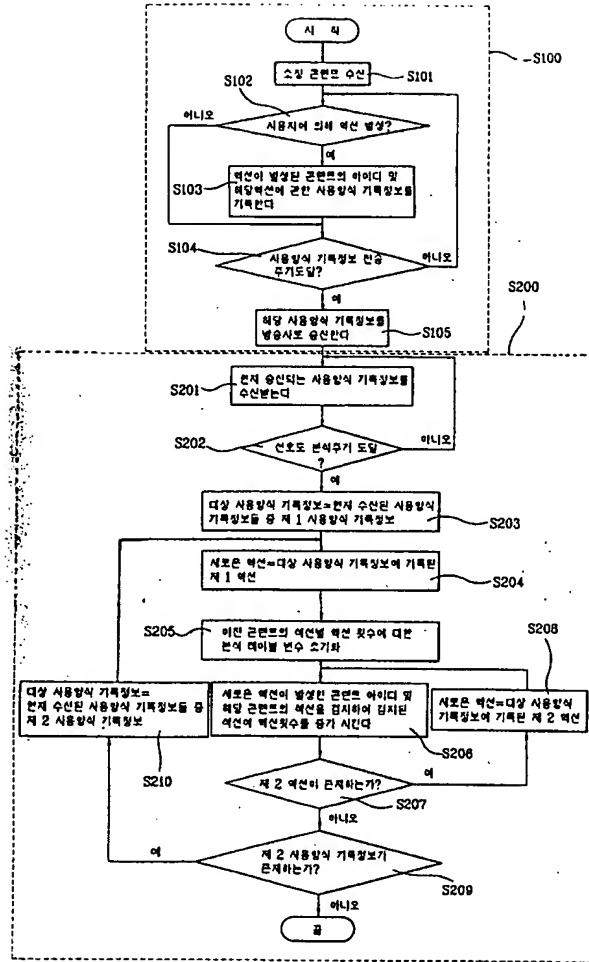 시 작
S100
소정 콘텐트 수신
S101
S102
아니오
사용자에 의해 액션 발생?
예
S103
액션이 발생된 콘텐트의 아이디 및
해당액션에 관한 사용양식 기록정보를
기록한다
S104
사용양식 기록정보 전송
주기도달?
아니오
예
S200
해당 사용양식 기록정보를
방송사로 송신한다
S105
S201
현재 송신되는 사용양식 기록정보를
수신받는다
S202
선호도 분석주기 도달
?
아니오
예
대상 사용양식 기록정보=현재 수신된 사용양식
기록정보들 중 제 1 사용양식 기록정보
S203
새로운 액션=대상 사용양식 기록정보에 기록된
제 1 액션
S204
S205
이진 콘텐트의 액션별 액션 횟수에 대한
분석 테이블 변수 초기화
S208
대상 사용양식 기록정보=
현재 수신된 사용양식 기록정보들 중
제 2 사용양식 기록정보
S210
새로운 액션이 발생한 콘텐트 아이디 및
해당 콘텐트의 액션을 검지하여 검지된
액션에 액션횟수를 증가 시킨다
S206
새로운 액션=대상 사용양식
기록정보에 기록된 제 2 액션
제 2 액션이 존재하는가?
예
S207
아니오
예
제 2 사용양식 기록정보가
존재하는가?
S209
아니오
끝